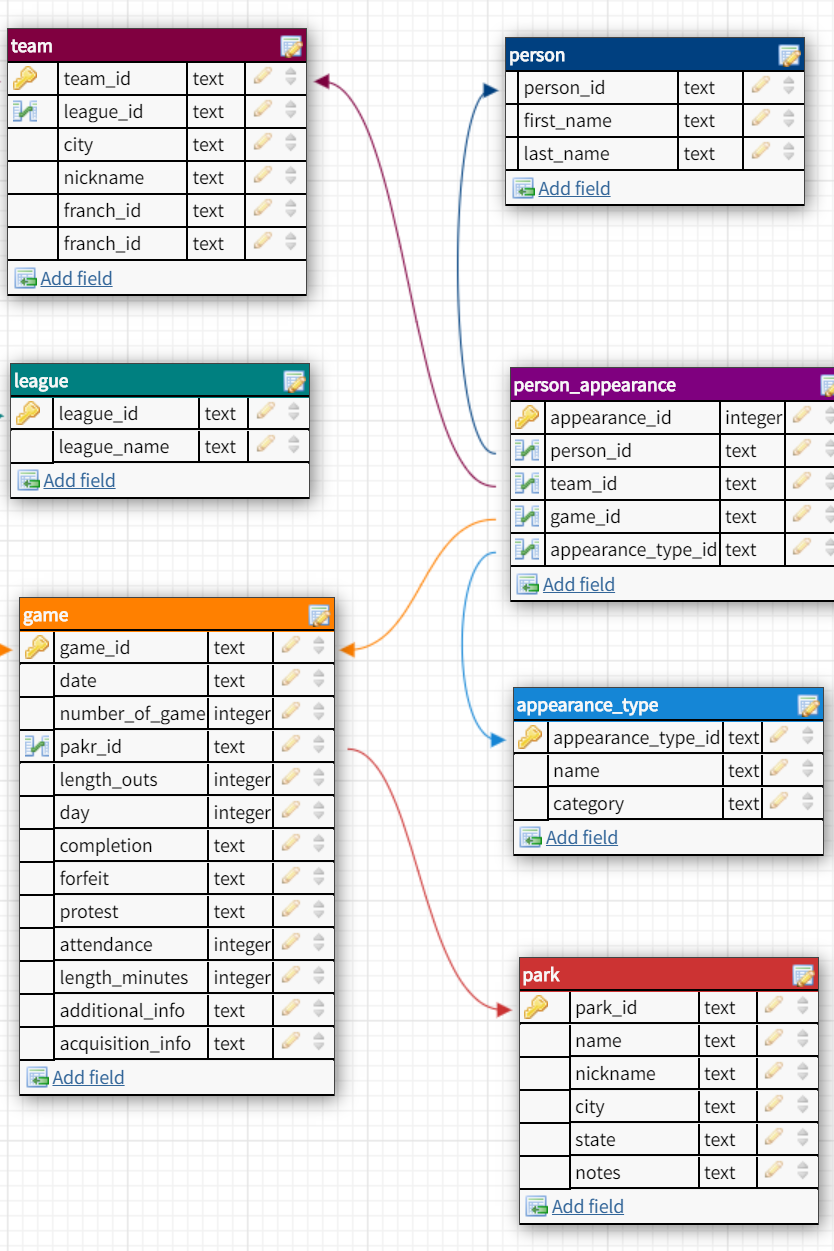 team
team_id text
league_id text
city text
nickname text
franch_id text
franch_id text
Add field
person
person_id text
first_name text
last_name text
Add field
league
league_id text
league_name text
Add field
person_appearance
appearance_id integer
person_id text
team_id text
game_id text
appearance_type_id text
Add field
game
game_id text
date text
number_of_game integer
pakr_id text
length_outs integer
day integer
completion text
forfeit text
protest text
attendance integer
length_minutes integer
additional_info text
acquisition_info text
Add field
appearance_type
appearance_type_id text
name text
category text
Add field
park
park_id text
name text
nickname text
city text
state text
notes text
Add field